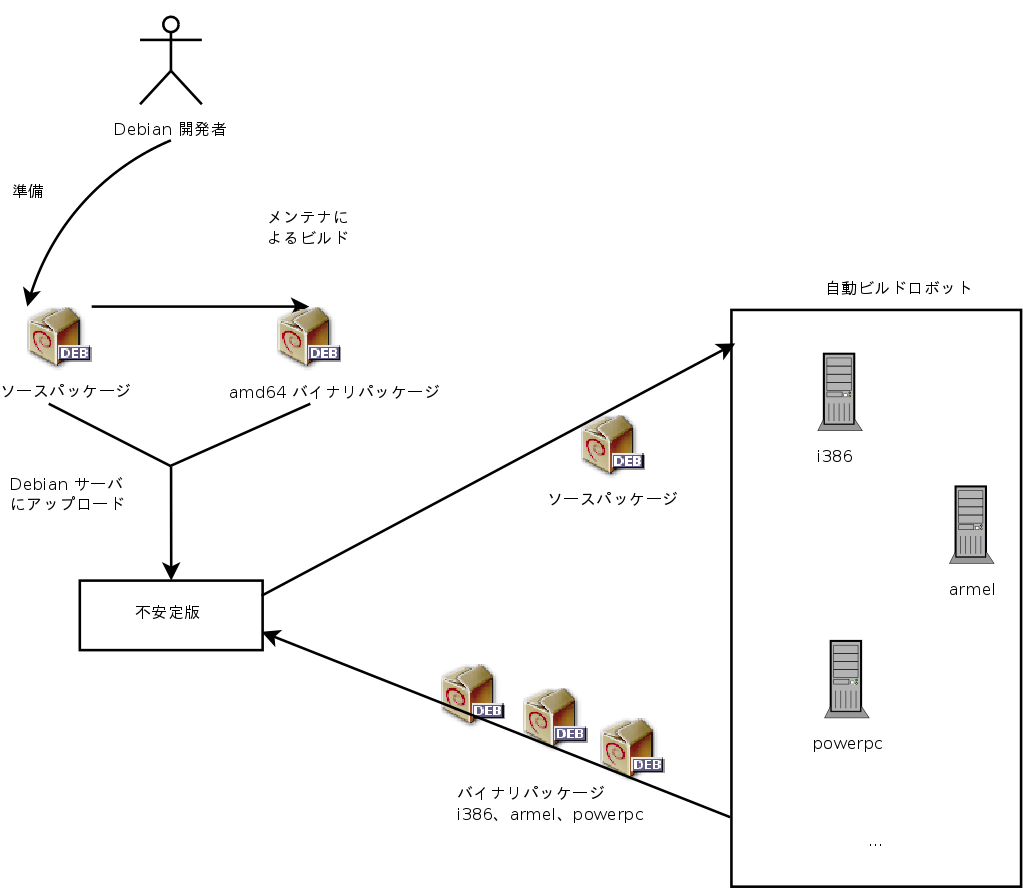 Debian 開発者
準備
メンテナに
よるビルド
DEB
DEB
ソースパッケージ
amd64 バイナリパッケージ
Debian サーバ
にアップロード
不安定版
DEB
ソースパッケージ
自動ビルドロボット
i386
armel
powerpc
...
DEB
DEB
DEB
バイナリパッケージ
i386、armel、powerpc